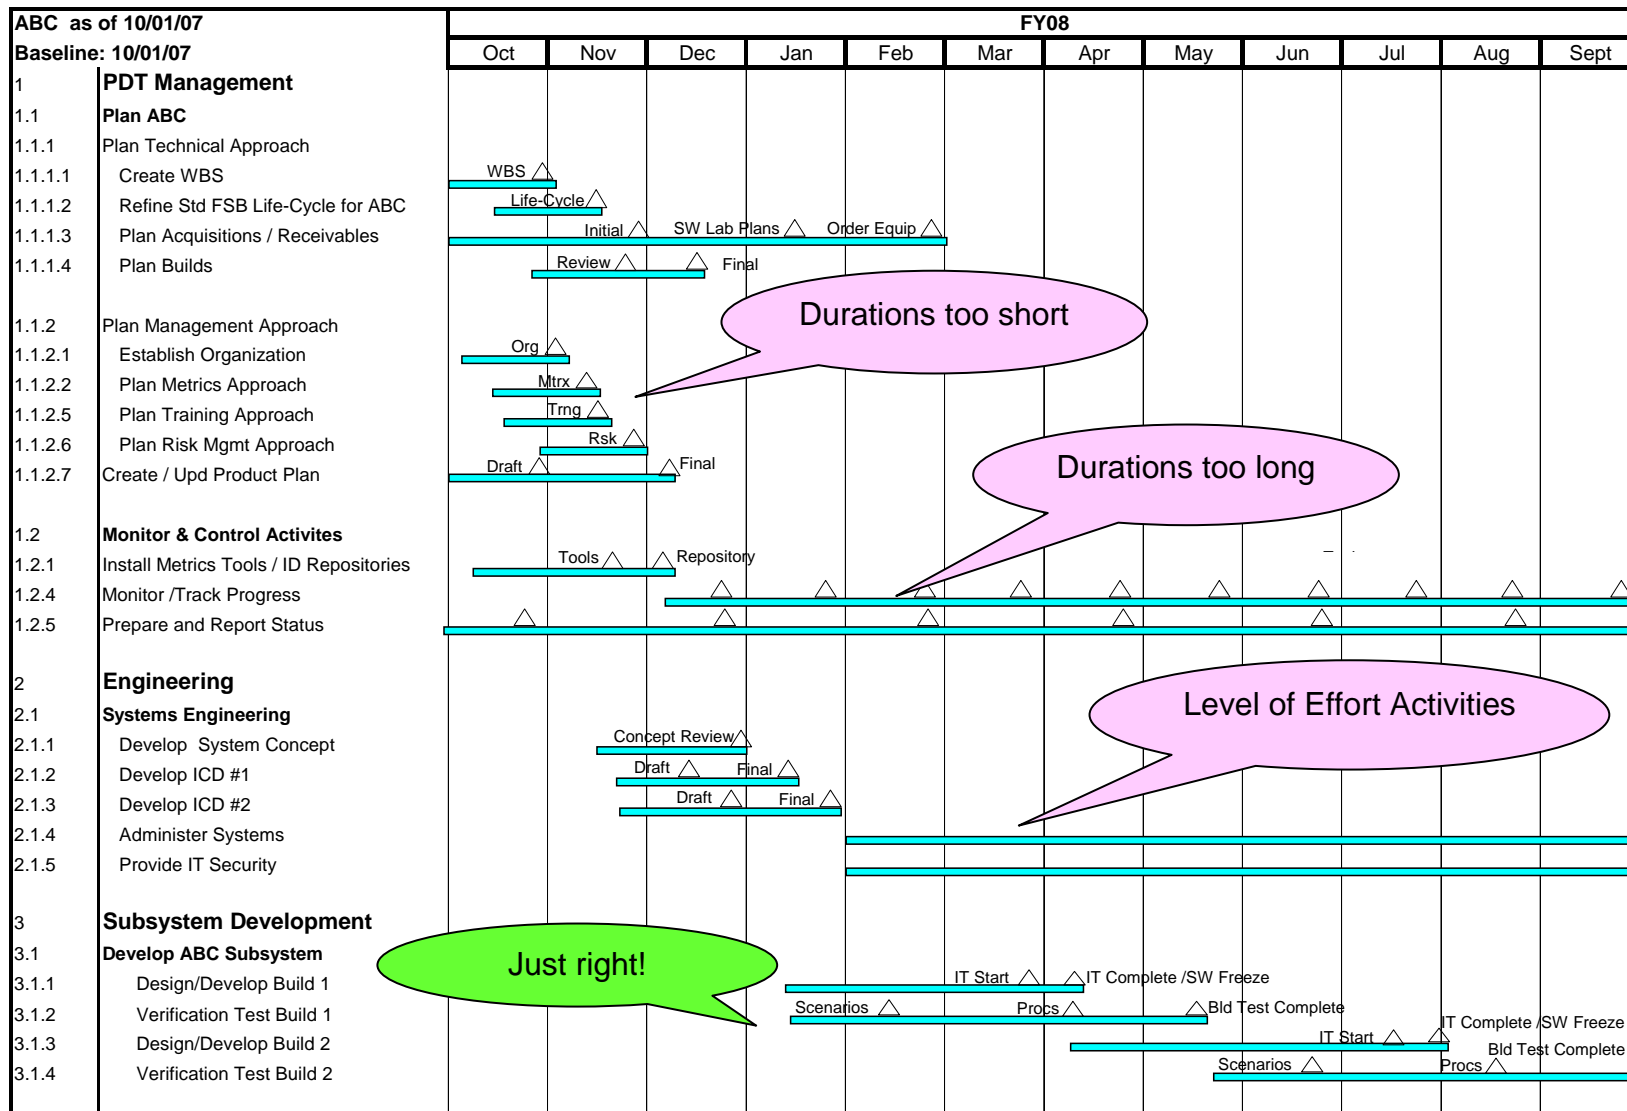 ABC as of 10/01/07 FY08
Baseline: 10/01/07 Oct Nov Dec Jan Feb Mar Apr May Jun Jul Aug Sept
1 PDT Management
1.1 Plan ABC
1.1.1 Plan Technical Approach
1.1.1.1 Create WBS WBS
1.1.1.2 Refine Std FSB Life-Cycle for ABC Life-Cycle
1.1.1.3 Plan Acquisitions / Receivables Initial SW Lab Plans Order Equip
1.1.1.4 Plan Builds Review Final
Durations too short
1.1.2 Plan Management Approach
1.1.2.1 Establish Organization Org
1.1.2.2 Plan Metrics Approach Mtrx
1.1.2.5 Plan Training Approach Trng
1.1.2.6 Plan Risk Mgmt Approach Rsk
1.1.2.7 Create / Upd Product Plan Draft Final
Durations too long
1.2 Monitor & Control Activites
1.2.1 Install Metrics Tools / ID Repositories Tools Repository
1.2.4 Monitor /Track Progress
1.2.5 Prepare and Report Status
2 Engineering
Level of Effort Activities
2.1 Systems Engineering
2.1.1 Develop System Concept Concept Review
2.1.2 Develop ICD #1 Draft Final
2.1.3 Develop ICD #2 Draft Final
2.1.4 Administer Systems
2.1.5 Provide IT Security
3 Subsystem Development
3.1 Develop ABC Subsystem
Just right!
3.1.1 Design/Develop Build 1 IT Start IT Complete /SW Freeze
3.1.2 Verification Test Build 1 Scenarios Procs Bld Test Complete
3.1.3 Design/Develop Build 2 IT Start IT Complete /SW Freeze
Bld Test Complete
3.1.4 Verification Test Build 2 Scenarios Procs